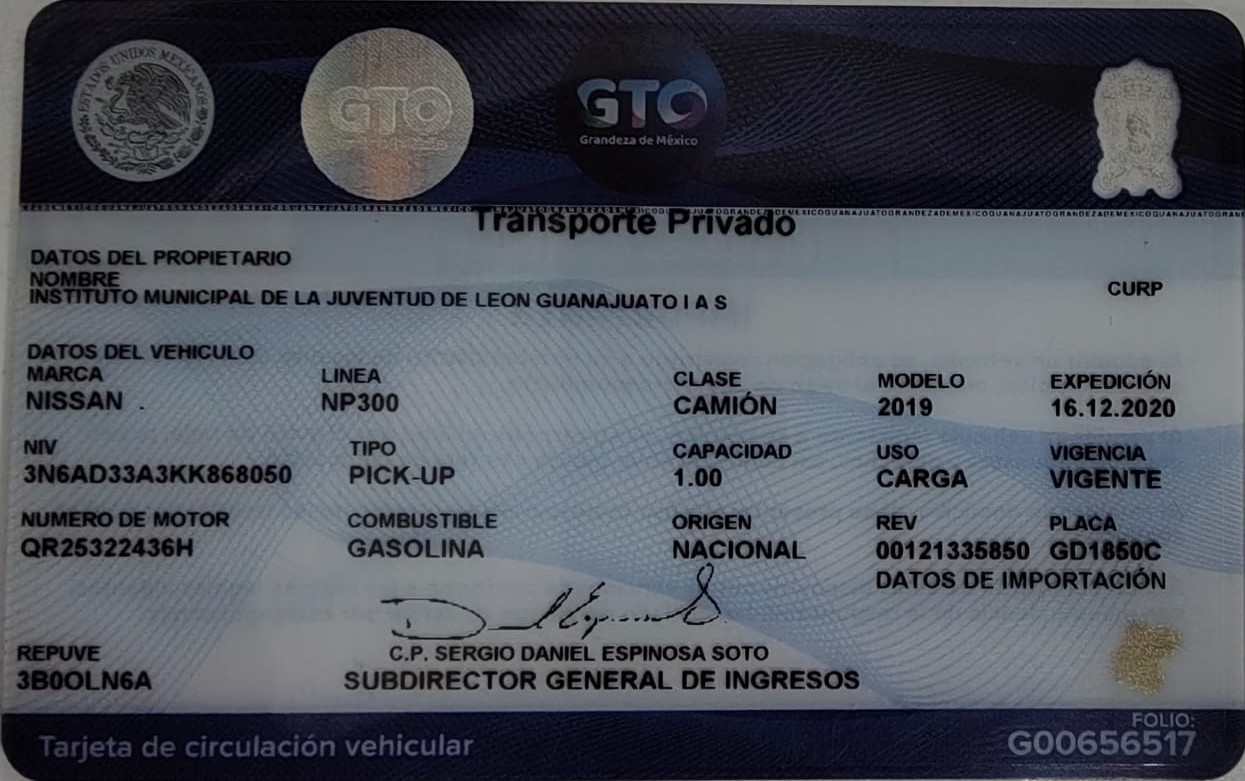 ESTADOS UNIDOS MEXICANOS
GTO
GTO
Grandeza de México
Transporte Privado
DATOS DEL PROPIETARIO
NOMBRE
INSTITUTO MUNICIPAL DE LA JUVENTUD DE LEON GUANAJUATO I A S
CURP
DATOS DEL VEHICULO
MARCA LINEA CLASE MODELO EXPEDICIÓN
NISSAN . NP300 CAMIÓN 2019 16.12.2020
NIV TIPO CAPACIDAD USO VIGENCIA
3N6AD33A3KK868050 PICK-UP 1.00 CARGA VIGENTE
NUMERO DE MOTOR COMBUSTIBLE ORIGEN REV PLACA
QR25322436H GASOLINA NACIONAL 00121335850 GD1850C
DATOS DE IMPORTACIÓN
REPUVE C.P. SERGIO DANIEL ESPINOSA SOTO
3B0OLN6A SUBDIRECTOR GENERAL DE INGRESOS
FOLIO:
Tarjeta de circulación vehicular G00656517